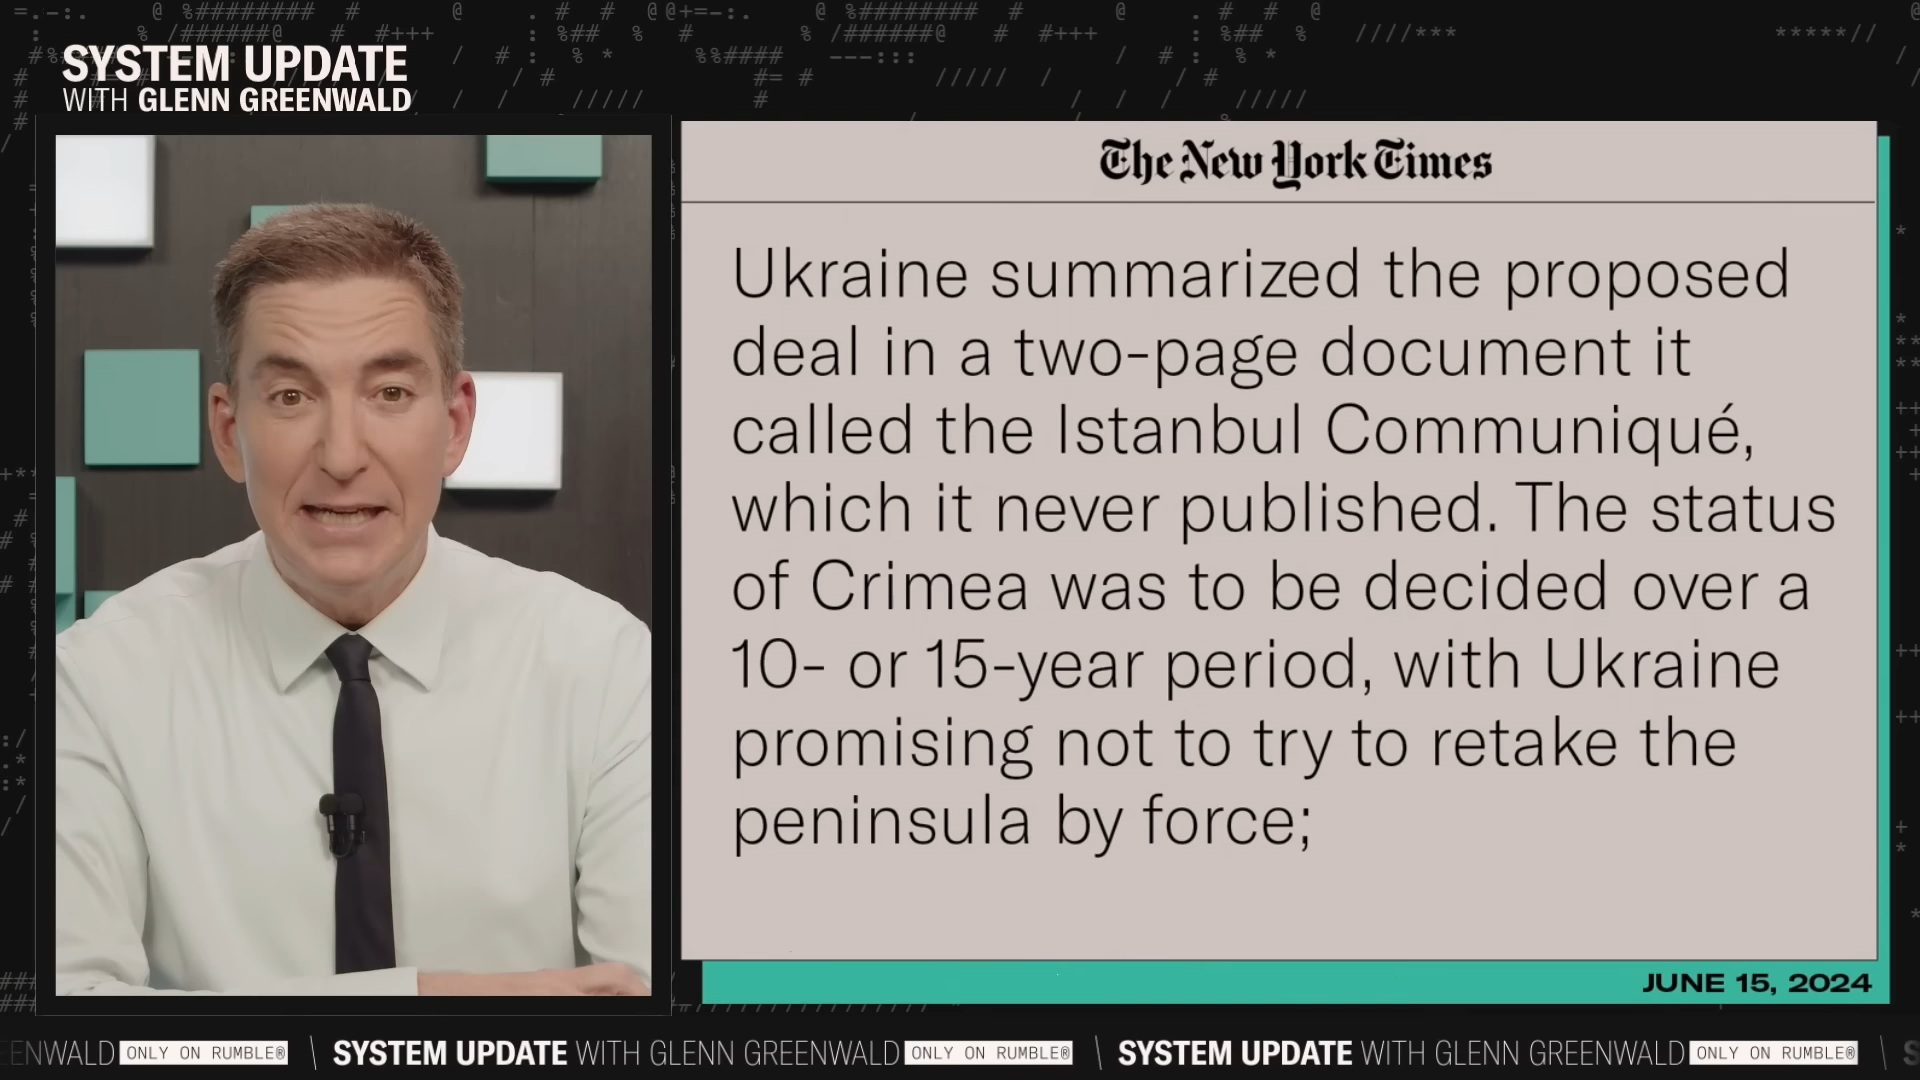 SYSTEM UPDATE
WITH GLENN GREENWALD
The New York Times
Ukraine summarized the proposed
deal in a two-page document it
called the Istanbul Communiqué,
which it never published. The status
of Crimea was to be decided over a
10- or 15-year period, with Ukraine
promising not to try to retake the
peninsula by force;
JUNE 15, 2024
ENWALD ONLY ON RUMBLE® \ SYSTEM UPDATE WITH GLENN GREENWALD ONLY ON RUMBLE® \ SYSTEM UPDATE WITH GLENN GREENWALD ONLY ON RUMBLE® \ S